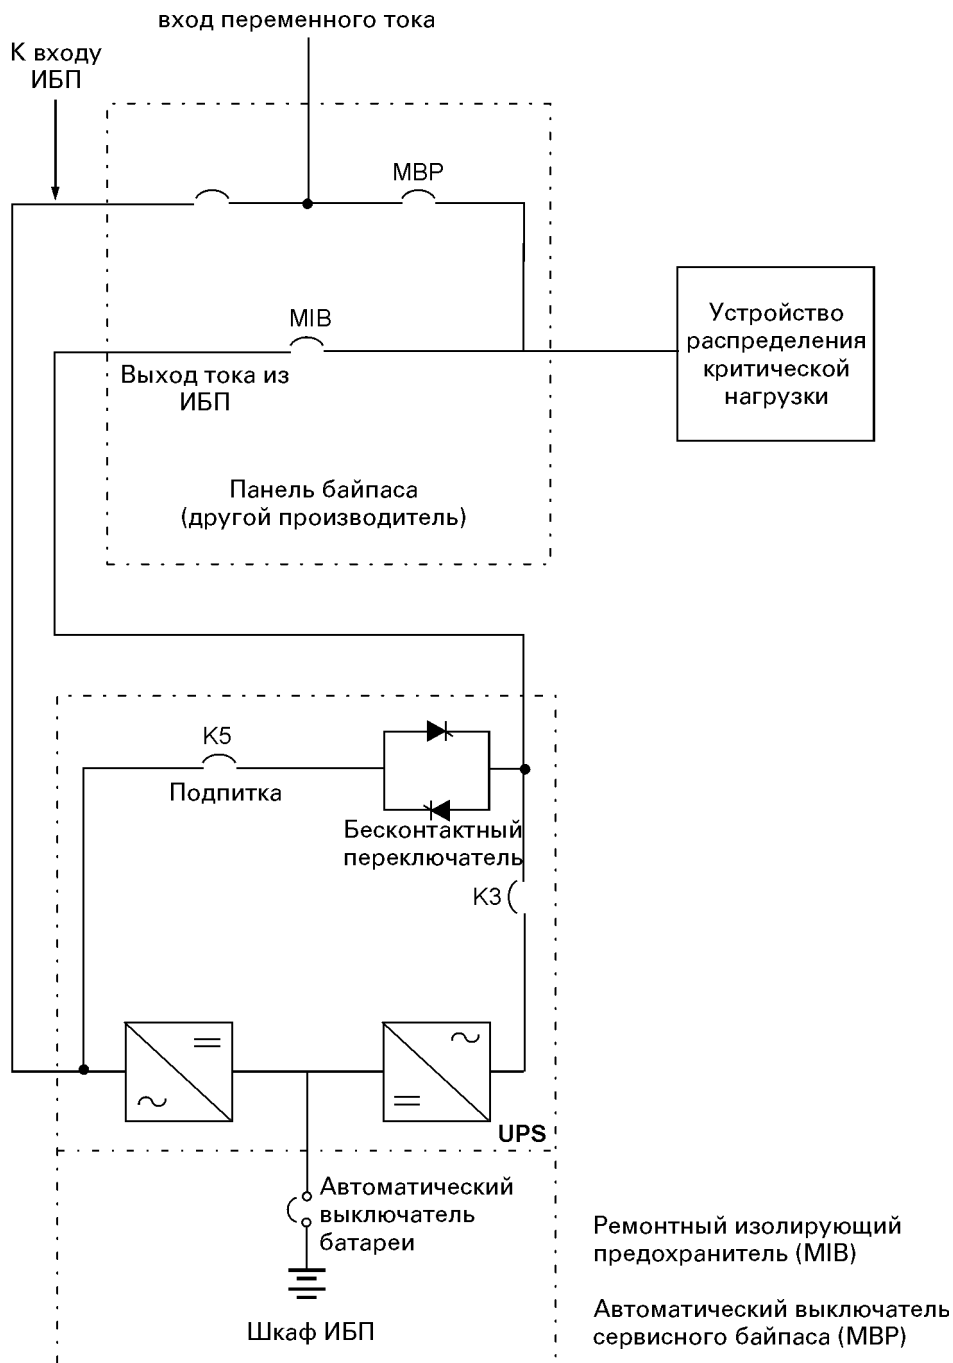 вход переменного тока
К входу
ИБП
MBP
MIB
Выход тока из
ИБП
Устройство
распределения
критической
нагрузки
Панель байпаса
(другой производитель)
K5
Подпитка
Бесконтактный
переключатель
K3
UPS
Автоматический
выключатель
батареи
Шкаф ИБП
Ремонтный изолирующий
предохранитель (MIB)
Автоматический выключатель
сервисного байпаса (MBP)